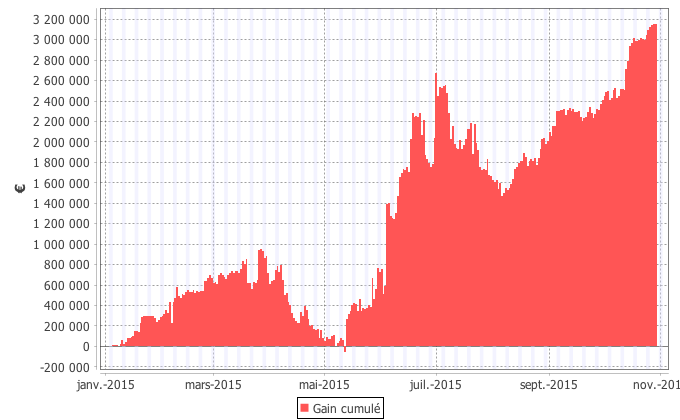 3 200 000
3 000 000
2 800 000
2 600 000
2 400 000
2 200 000
2 000 000
1 800 000
1 600 000
1 400 000
1 200 000
1 000 000
800 000
600 000
400 000
200 000
0
-200 000
€
janv.-2015 mars-2015 mai-2015 juil.-2015 sept.-2015 nov.-20
Gain cumulé